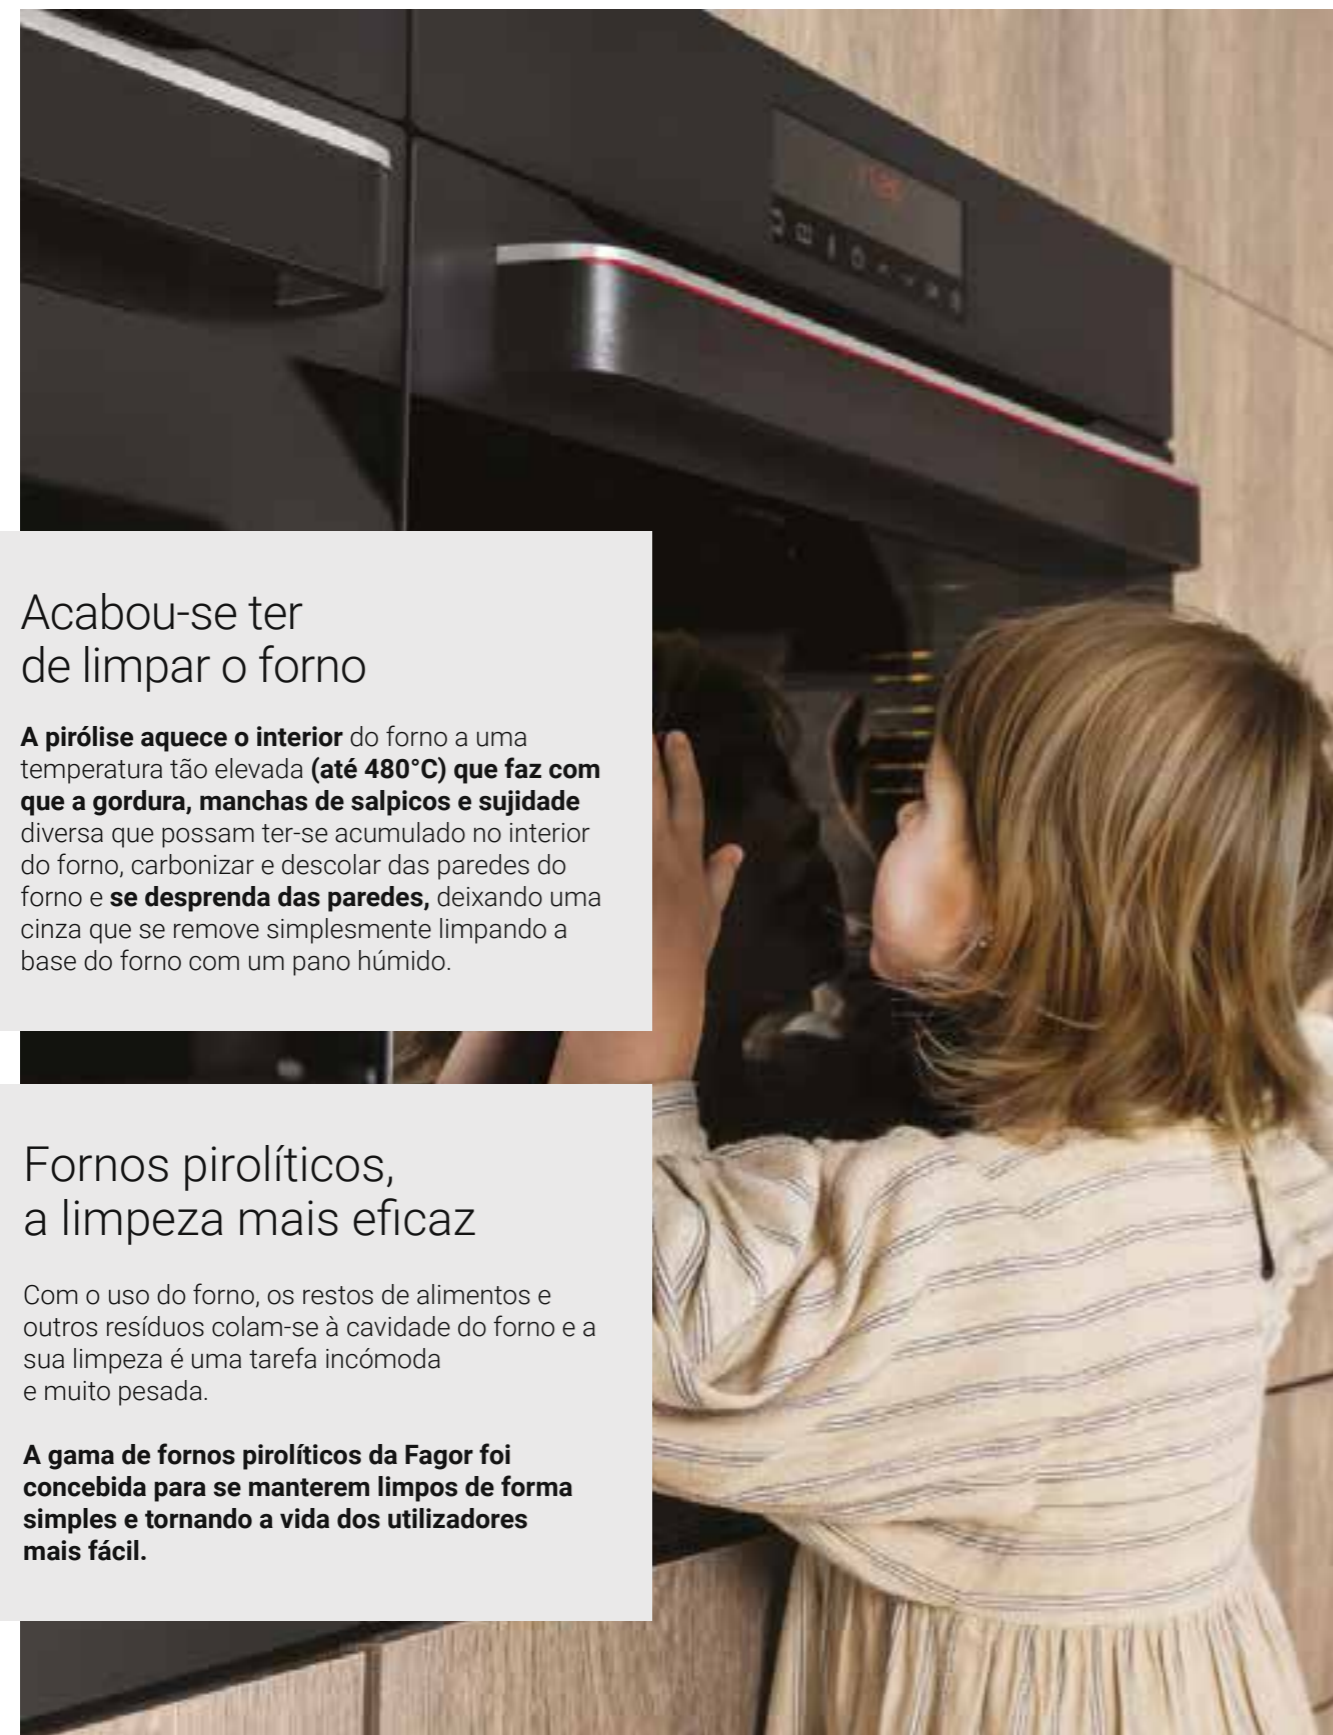 Acabou-se ter
de limpar o forno
A pirólise aquece o interior do forno a uma
temperatura tão elevada (até 480°C) que faz com
que a gordura, manchas de salpicos e sujidade
diversa que possam ter-se acumulado no interior
do forno, carbonizar e descolar das paredes do
forno e se desprenda das paredes, deixando uma
cinza que se remove simplesmente limpando a
base do forno com um pano húmido.
Fornos pirolíticos,
a limpeza mais eficaz
Com o uso do forno, os restos de alimentos e
outros resíduos colam-se à cavidade do forno e a
sua limpeza é uma tarefa incómoda
e muito pesada.
A gama de fornos pirolíticos da Fagor foi
concebida para se manterem limpos de forma
simples e tornando a vida dos utilizadores
mais fácil.